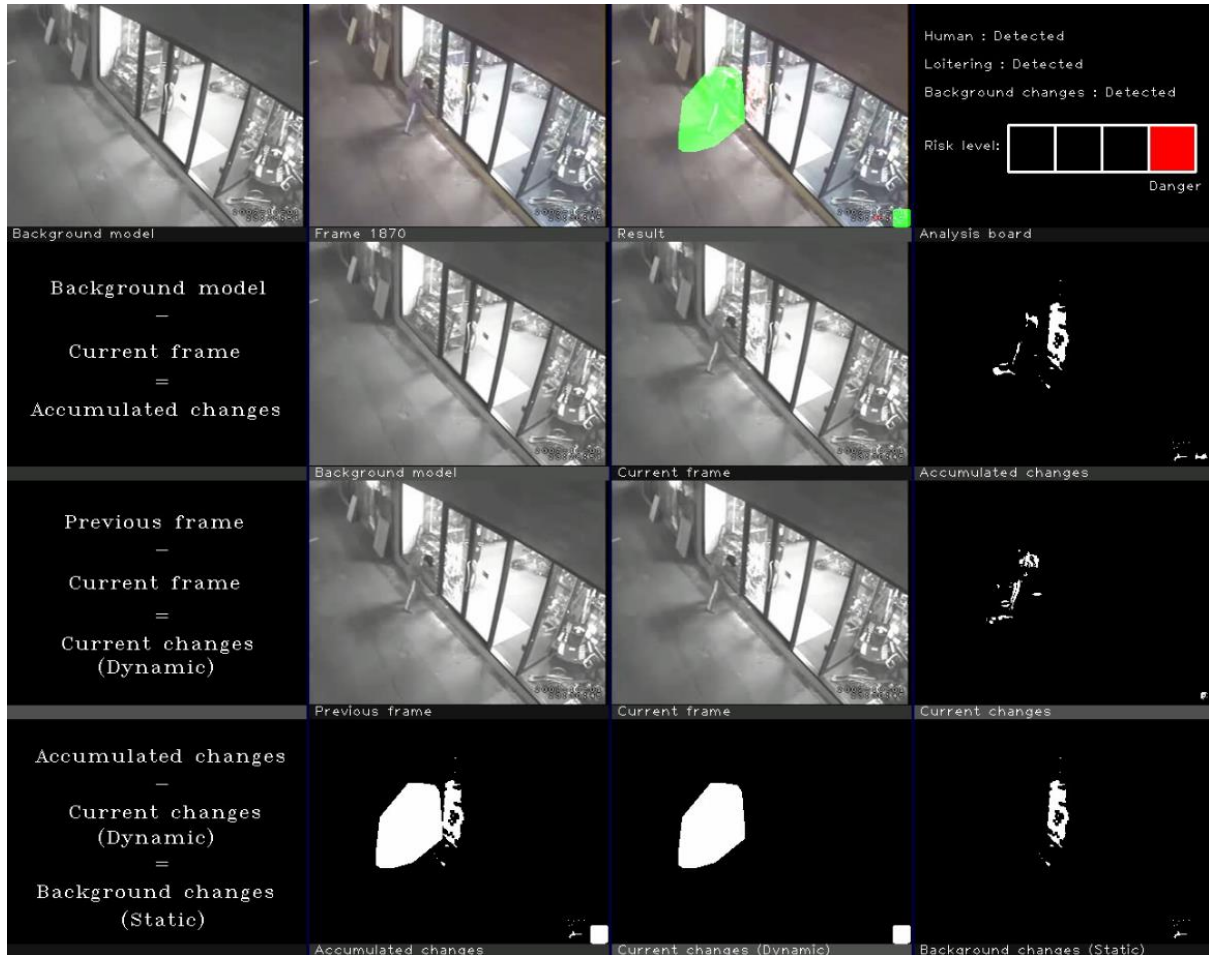 Human : Detected
Loitering : Detected
Background changes : Detected
Risk level:
Danger
Background model
Frame 1870
Result
Analysis board
Background model
−
Current frame
=
Accumulated changes
Background model
Current frame
Accumulated changes
Previous frame
−
Current frame
=
Current changes
(Dynamic)
Previous frame
Current frame
Current changes
Accumulated changes
−
Current changes
(Dynamic)
=
Background changes
(Static)
Accumulated changes
Current changes (Dynamic)
Background changes (Static)